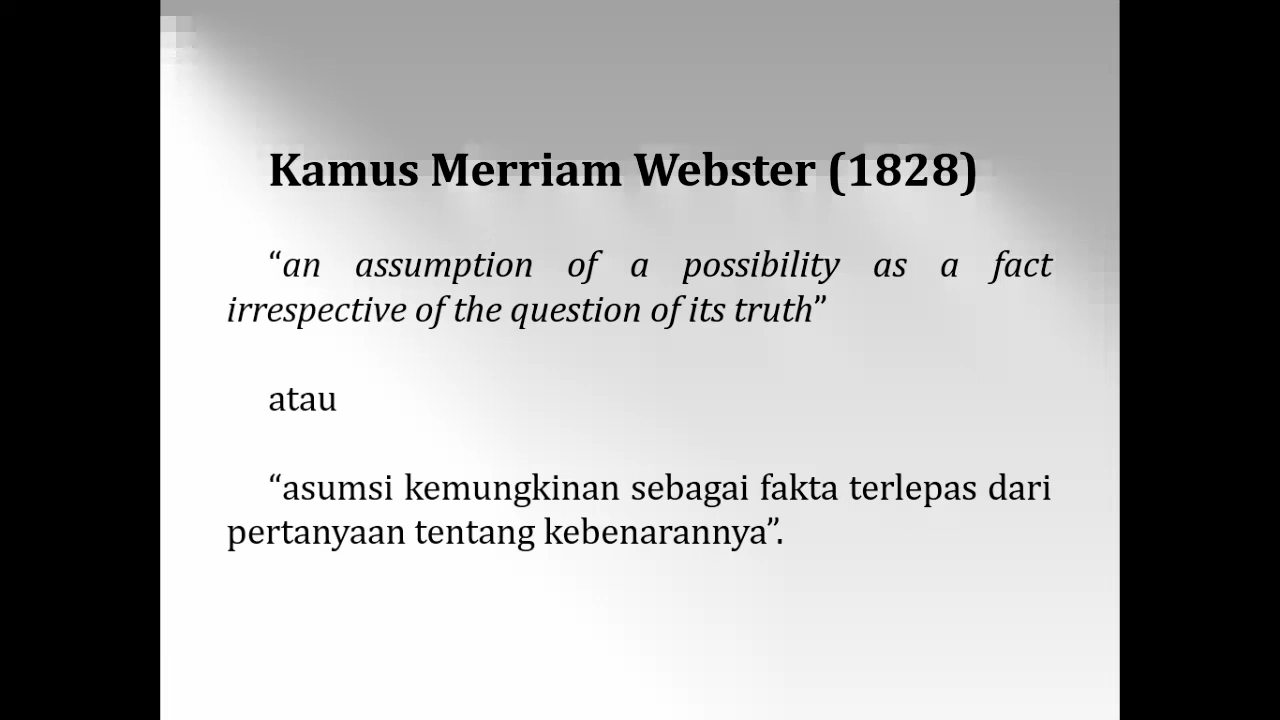 Kamus Merriam Webster (1828)
“an assumption of a possibility as a fact
irrespective of the question of its truth”
atau
“asumsi kemungkinan sebagai fakta terlepas dari
pertanyaan tentang kebenarannya”.